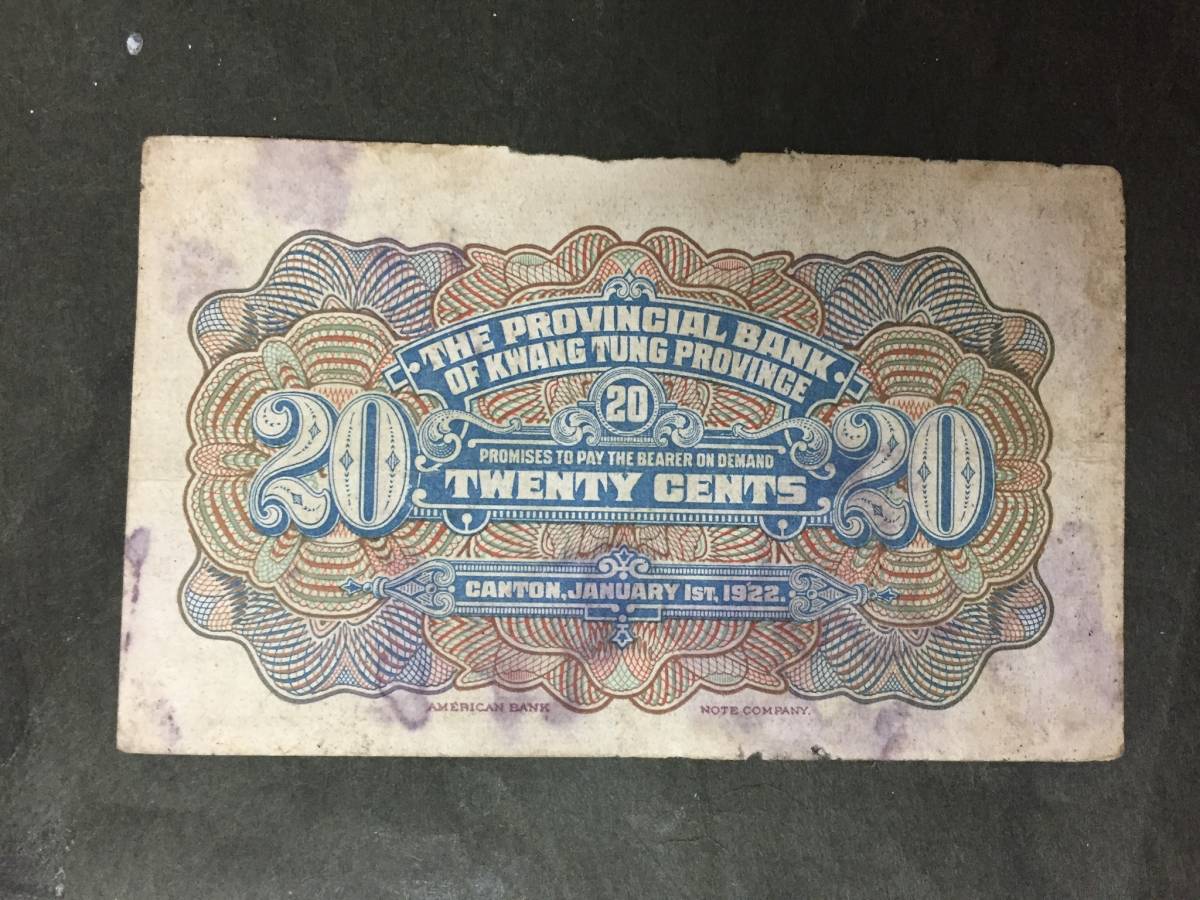 THE PROVINCIAL BANK
OF KWANG TUNG PROVINCE
20
20
20
PROMISES TO PAY THE BEARER ON DEMAND
TWENTY CENTS
CANTON, JANUARY 1ST, 1922.
AMERICAN BANK NOTE COMPANY.